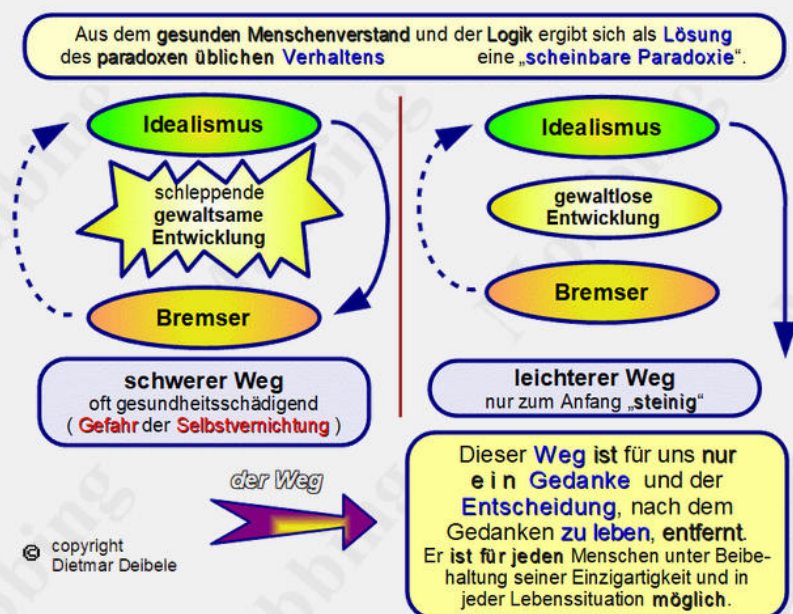 Aus dem gesunden Menschenverstand und der Logik ergibt sich als Lösung
des paradoxen üblichen Verhaltens eine „scheinbare Paradoxie“.
Idealismus
schleppende
gewaltsame
Entwicklung
Bremser
schwerer Weg
oft gesundheitsschädigend
( Gefahr der Selbstvernichtung )
Idealismus
gewaltlose
Entwicklung
Bremser
leichterer Weg
nur zum Anfang „steinig“
der Weg
Dieser Weg ist für uns nur
e i n Gedanke und der
Entscheidung, nach dem
Gedanken zu leben, entfernt.
Er ist für jeden Menschen unter Beibe-
haltung seiner Einzigartigkeit und in
jeder Lebenssituation möglich.
© copyright
Dietmar Deibele